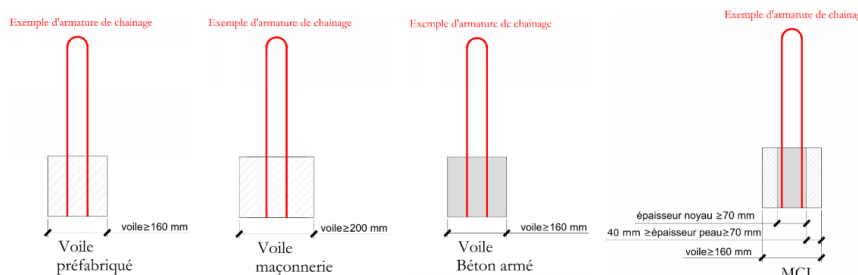 Exemple d'armature de chainage
Exemple d'armature de chainage
Exemple d'armature de chainage
Exemple d'armature de chainag
voile≥160 mm
Voile
préfabriqué
voile≥200 mm
Voile
maçonnerie
voile≥160 mm
Voile
Béton armé
épaisseur noyau ≥70 mm
40 mm ≥épaisseur peau≥70 mm
voile≥160 mm
MCI